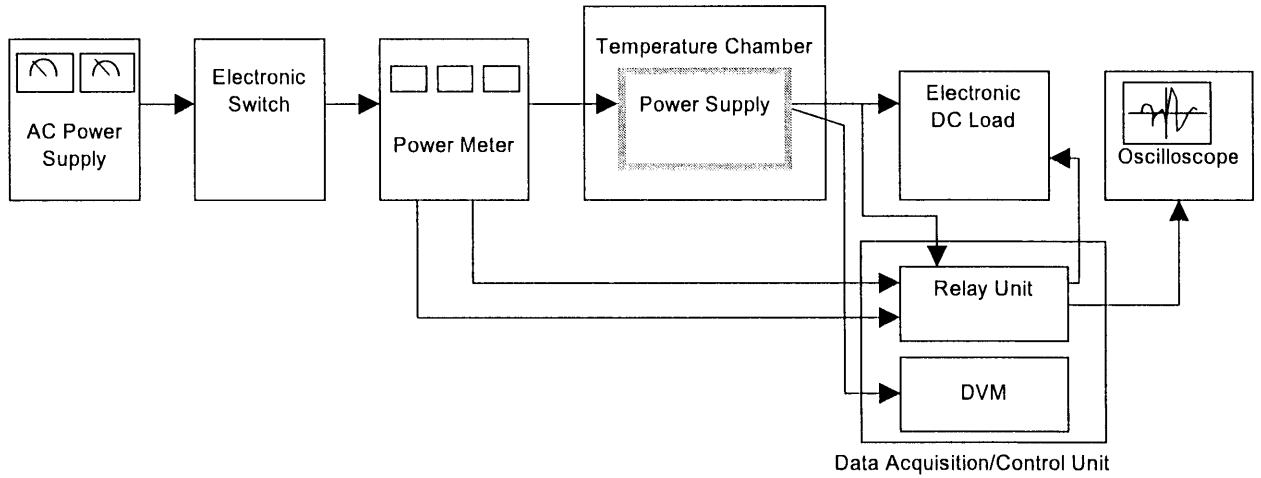 AC Power
Supply
Electronic
Switch
Power Meter
Temperature Chamber
Power Supply
Electronic
DC Load
Oscilloscope
Relay Unit
DVM
Data Acquisition/Control Unit